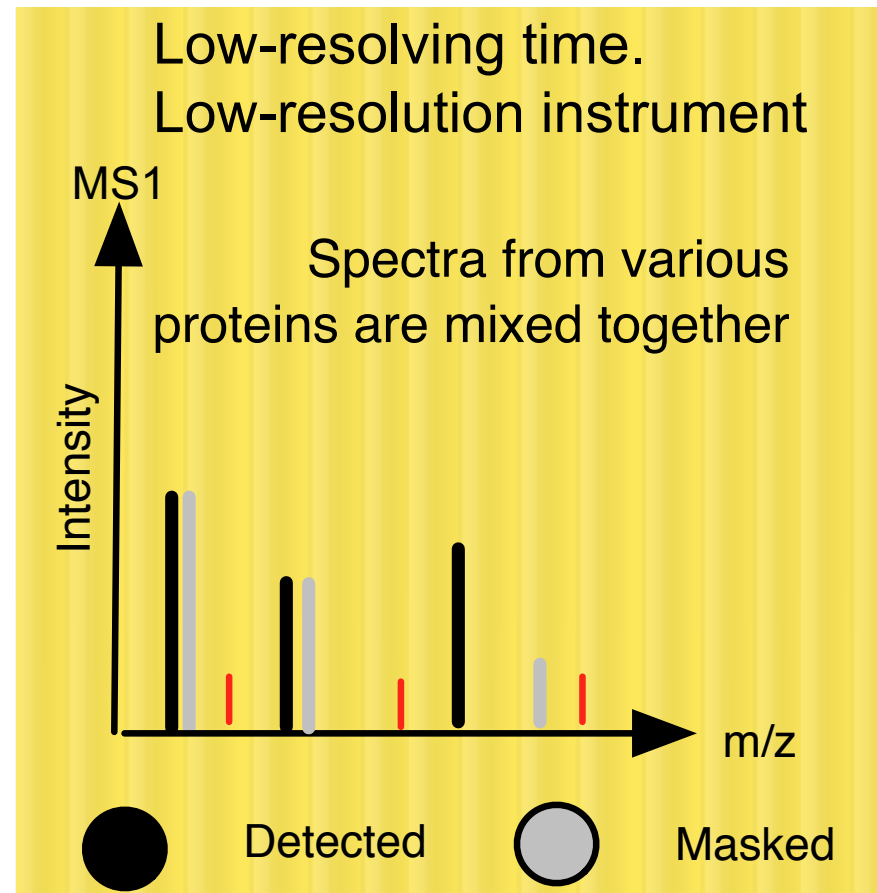 Low-resolving time.
Low-resolution instrument
MS1
Spectra from various
proteins are mixed together
Intensity
m/z
Detected
Masked